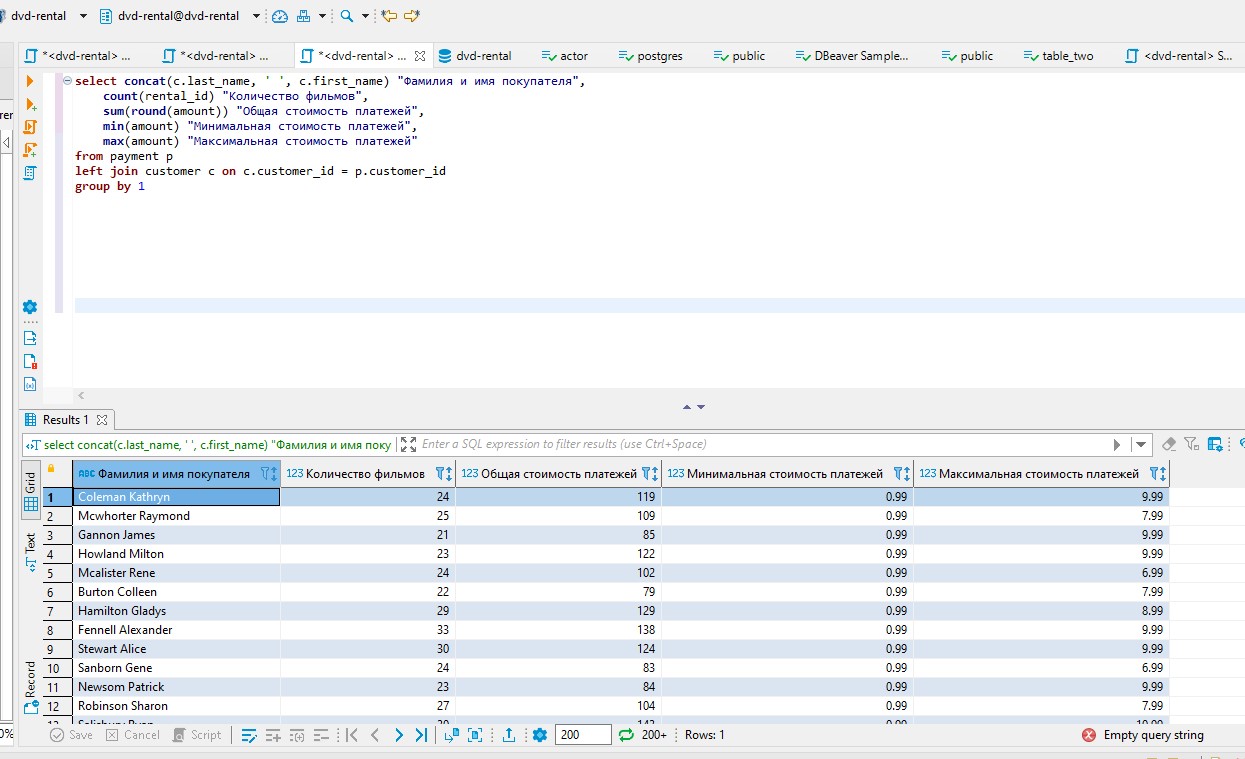 dvd-rental dvd-rental@dvd-rental
*<dvd-rental> ... *<dvd-rental> ... *<dvd-rental> ... dvd-rental actor postgres public DBeaver Sample... public table_two <dvd-rental> S...
select concat(c.last_name, ' ', c.first_name) "Фамилия и имя покупателя",
count(rental_id) "Количество фильмов",
sum(round(amount)) "Общая стоимость платежей",
min(amount) "Минимальная стоимость платежей",
max(amount) "Максимальная стоимость платежей"
from payment p
left join customer c on c.customer_id = p.customer_id
group by 1
Results 1
select concat(c.last_name, ' ', c.first_name) "Фамилия и имя поку Enter a SQL expression to filter results (use Ctrl+Space)
Grid
Text
Record
ABC Фамилия и имя покупателя 123 Количество фильмов 123 Общая стоимость платежей 123 Минимальная стоимость платежей 123 Максимальная стоимость платежей
1 Coleman Kathryn 24 119 0.99 9.99
2 Mcwhorter Raymond 25 109 0.99 7.99
3 Gannon James 21 85 0.99 9.99
4 Howland Milton 23 122 0.99 9.99
5 Mcalister Rene 24 102 0.99 6.99
6 Burton Colleen 22 79 0.99 7.99
7 Hamilton Gladys 29 129 0.99 8.99
8 Fennell Alexander 33 138 0.99 9.99
9 Stewart Alice 30 124 0.99 9.99
10 Sanborn Gene 24 83 0.99 6.99
11 Newsom Patrick 23 84 0.99 9.99
12 Robinson Sharon 27 104 0.99 7.99
Save Cancel Script 200 200+ Rows: 1 Empty query string